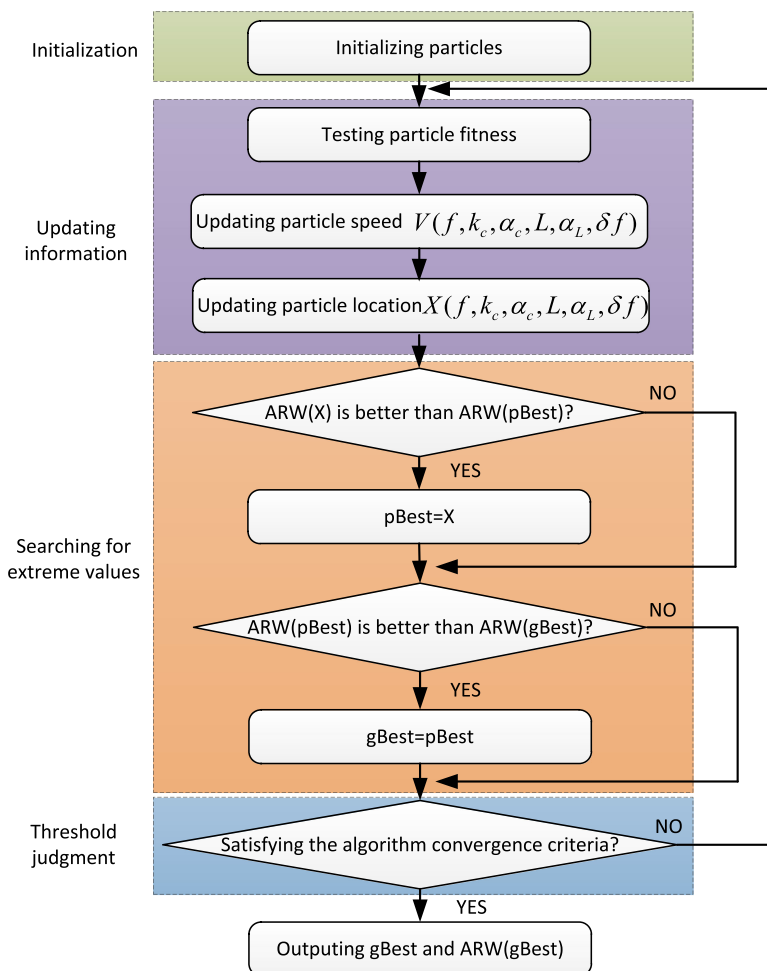 Initialization
Initializing particles
Testing particle fitness
Updating
information
Updating particle speed V(f,k_c,α_c,L,α_L,δf)
Updating particle locationX(f,k_c,α_c,L,α_L,δf)
ARW(X) is better than ARW(pBest)?
NO
YES
pBest=X
Searching for
extreme values
ARW(pBest) is better than ARW(gBest)?
NO
YES
gBest=pBest
Threshold
judgment
Satisfying the algorithm convergence criteria?
NO
YES
Outputing gBest and ARW(gBest)